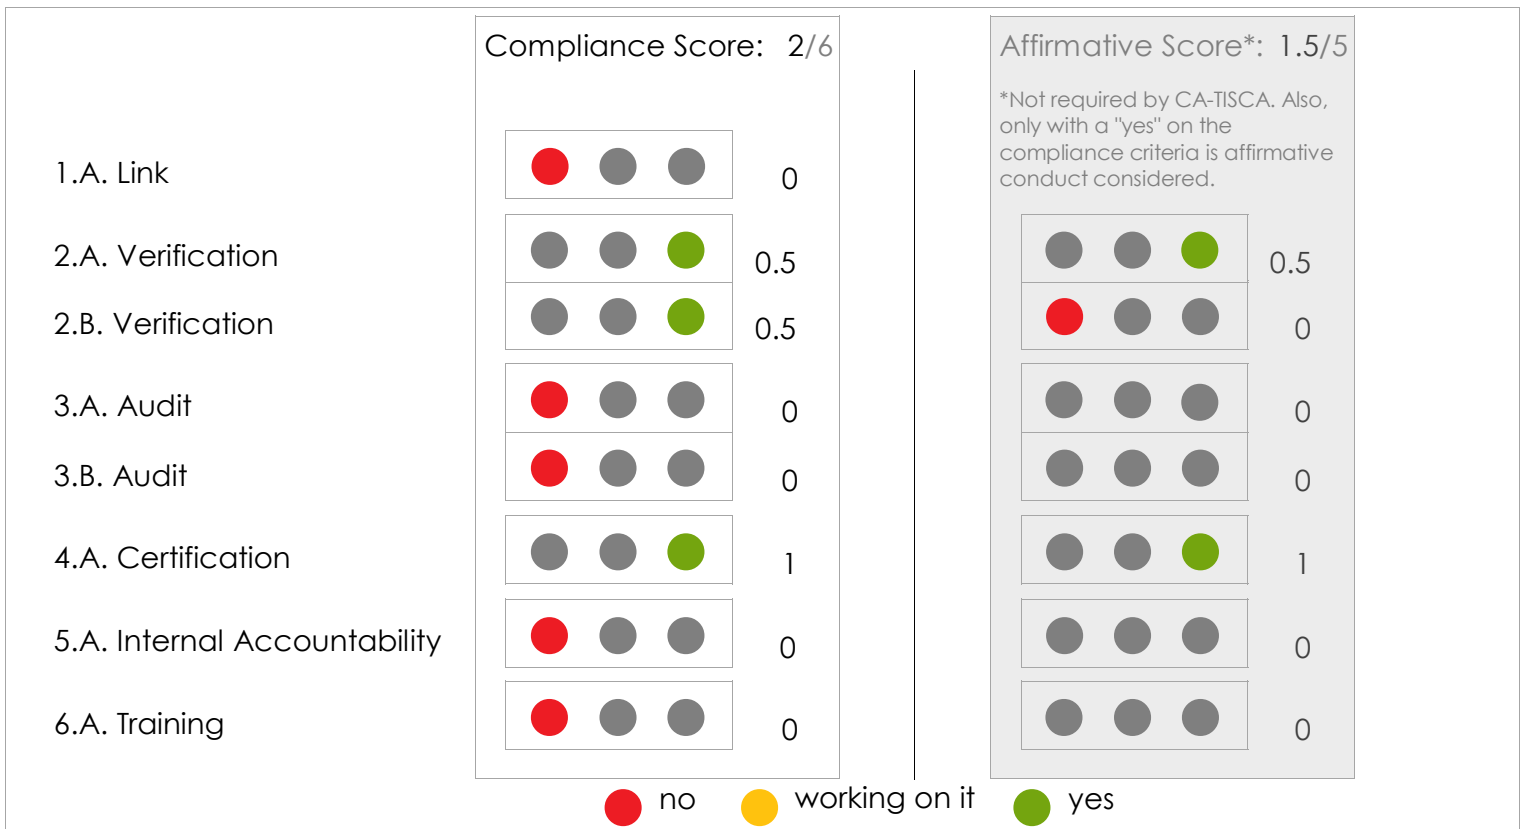 Compliance Score: 2/6
Affirmative Score*: 1.5/5
*Not required by CA-TISCA. Also,
only with a "yes" on the
compliance criteria is affirmative
conduct considered.
1.A. Link 0
2.A. Verification 0.5 0.5
2.B. Verification 0.5 0
3.A. Audit 0 0
3.B. Audit 0 0
4.A. Certification 1 1
5.A. Internal Accountability 0 0
6.A. Training 0 0
no working on it yes